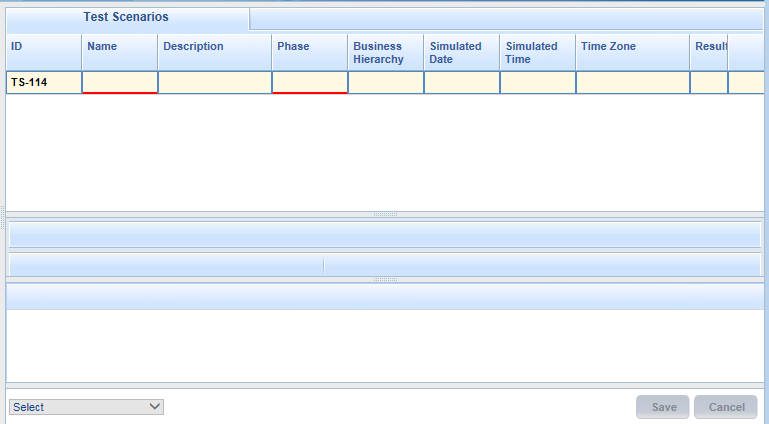 Test Scenarios
ID Name Description Phase Business Hierarchy Simulated Date Simulated Time Time Zone Result
TS-114
Select Save Cancel